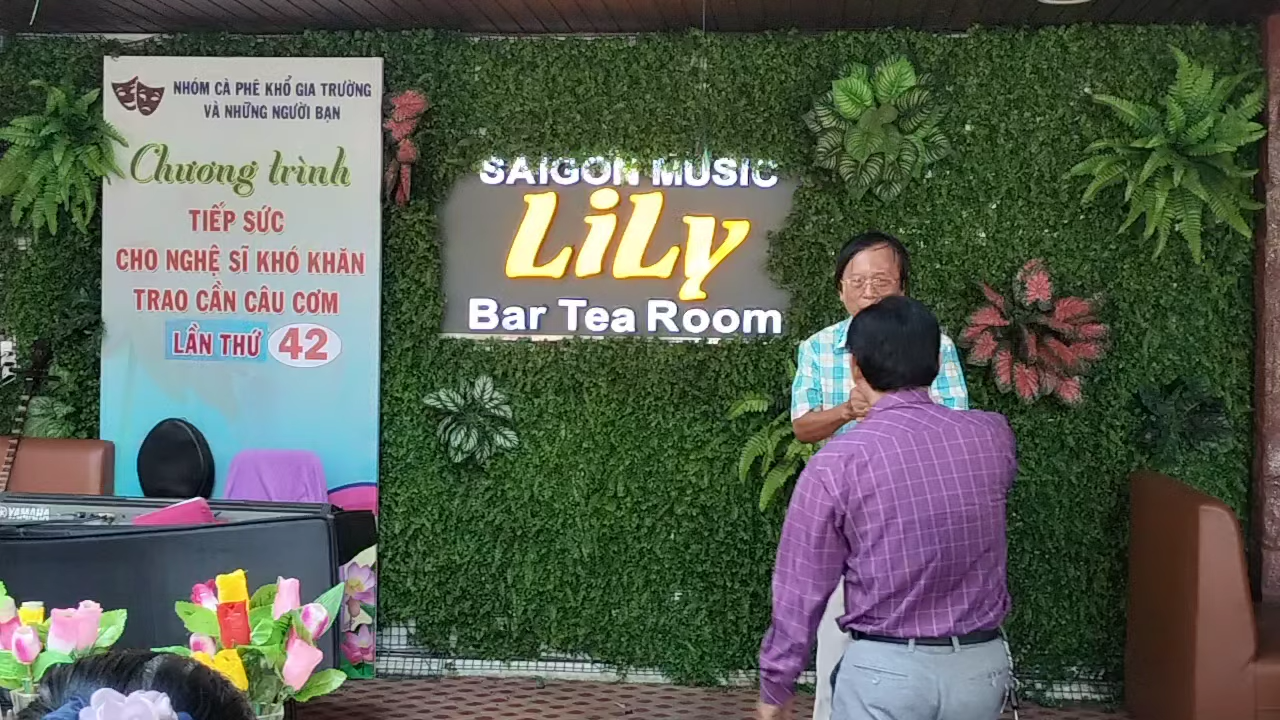 NHÓM CÀ PHÊ KHỔ GIA TRƯỜNG
VÀ NHỮNG NGƯỜI BẠN
Chương trình
TIẾP SỨC
CHO NGHỆ SĨ KHÓ KHĂN
TRAO CẦN CÂU CƠM
LẦN THỨ 42
SAIGON MUSIC
LiLy
Bar Tea Room
YAMAHA